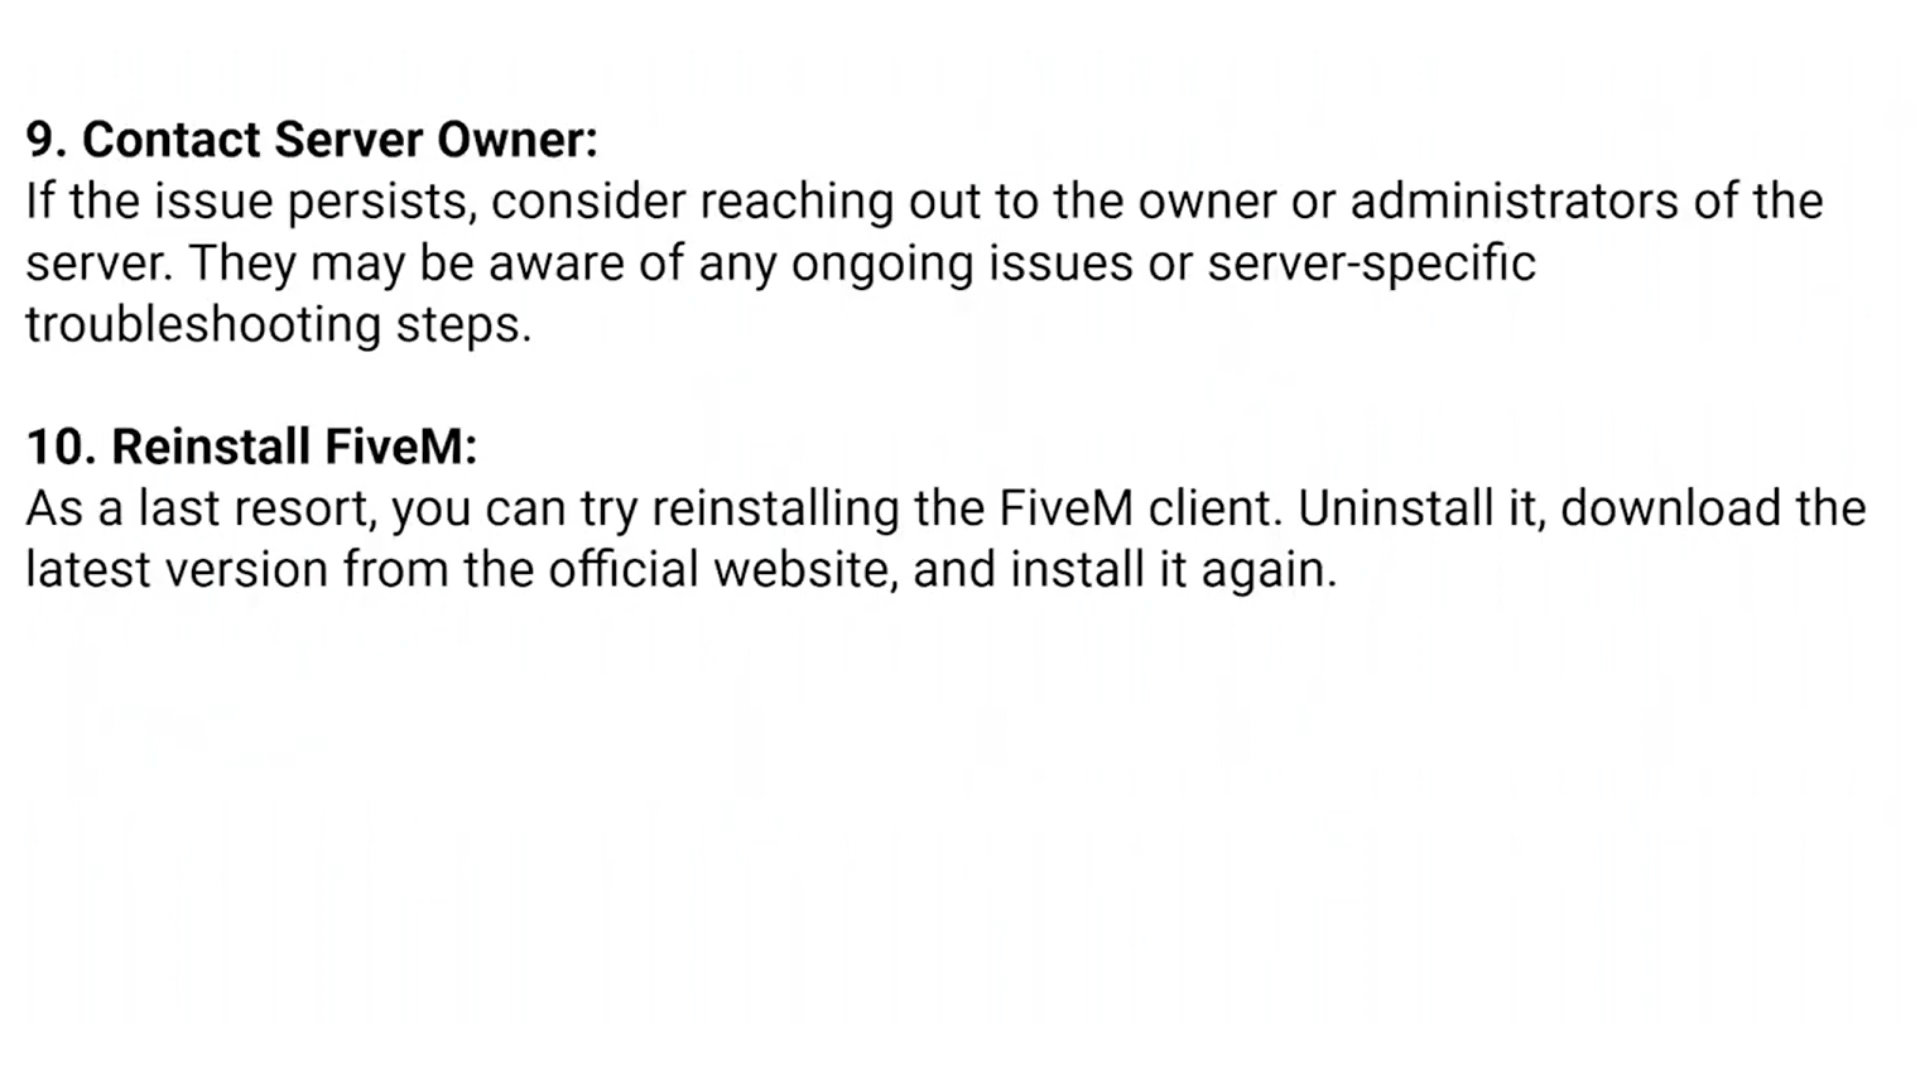 9. Contact Server Owner:
If the issue persists, consider reaching out to the owner or administrators of the
server. They may be aware of any ongoing issues or server-specific
troubleshooting steps.
10. Reinstall FiveM:
As a last resort, you can try reinstalling the FiveM client. Uninstall it, download the
latest version from the official website, and install it again.